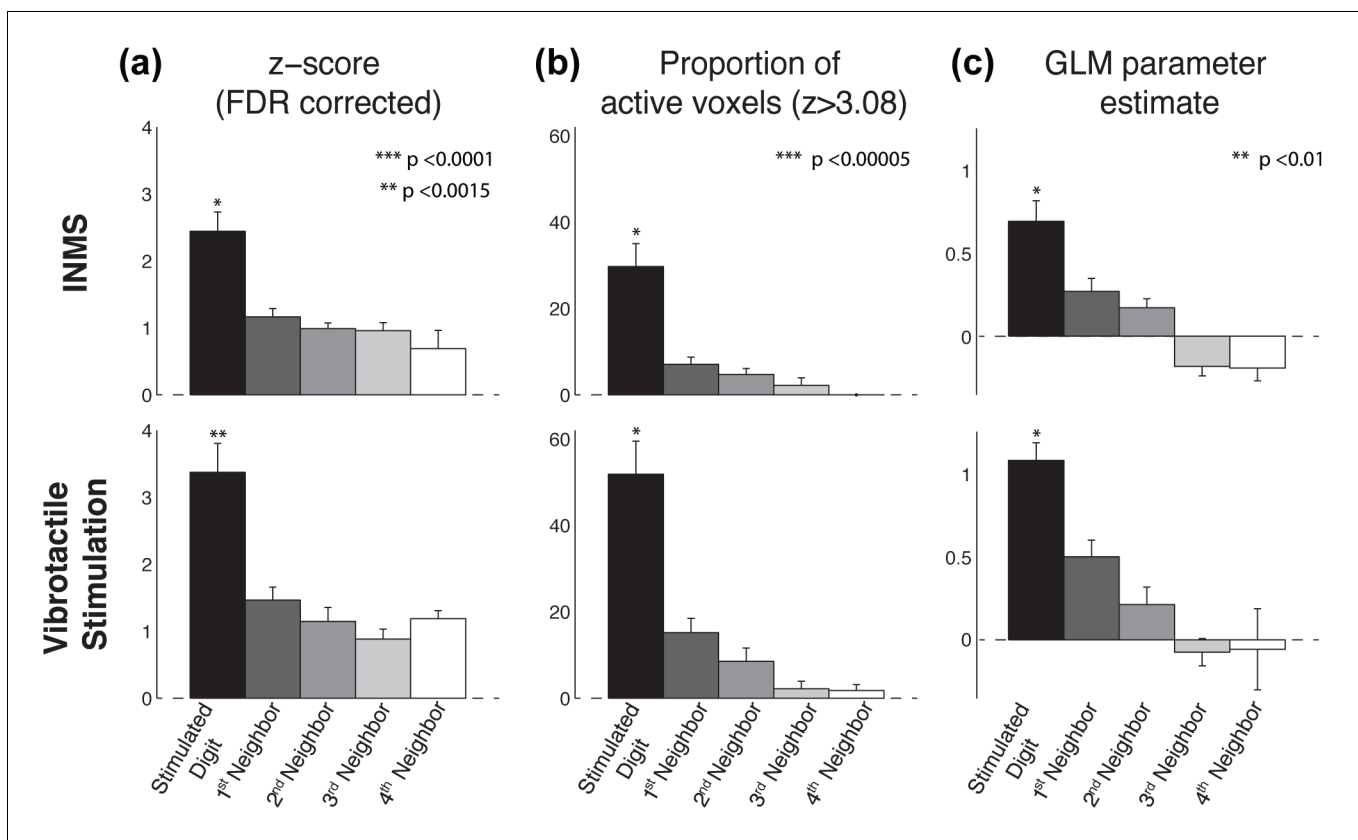 (a)
z–score
(FDR corrected)
(b)
Proportion of
active voxels (z>3.08)
(c)
GLM parameter
estimate
INMS
4
3
2
1
0
*** p <0.0001
** p <0.0015
*
60
40
20
0
*** p <0.00005
*
1
0.5
0
** p <0.01
*
Vibrotactile
Stimulation
4
3
2
1
0
**
60
40
20
0
*
1
0.5
0
*
Stimulated
Digit
1st Neighbor
2nd Neighbor
3rd Neighbor
4th Neighbor
Stimulated
Digit
1st Neighbor
2nd Neighbor
3rd Neighbor
4th Neighbor
Stimulated
Digit
1st Neighbor
2nd Neighbor
3rd Neighbor
4th Neighbor